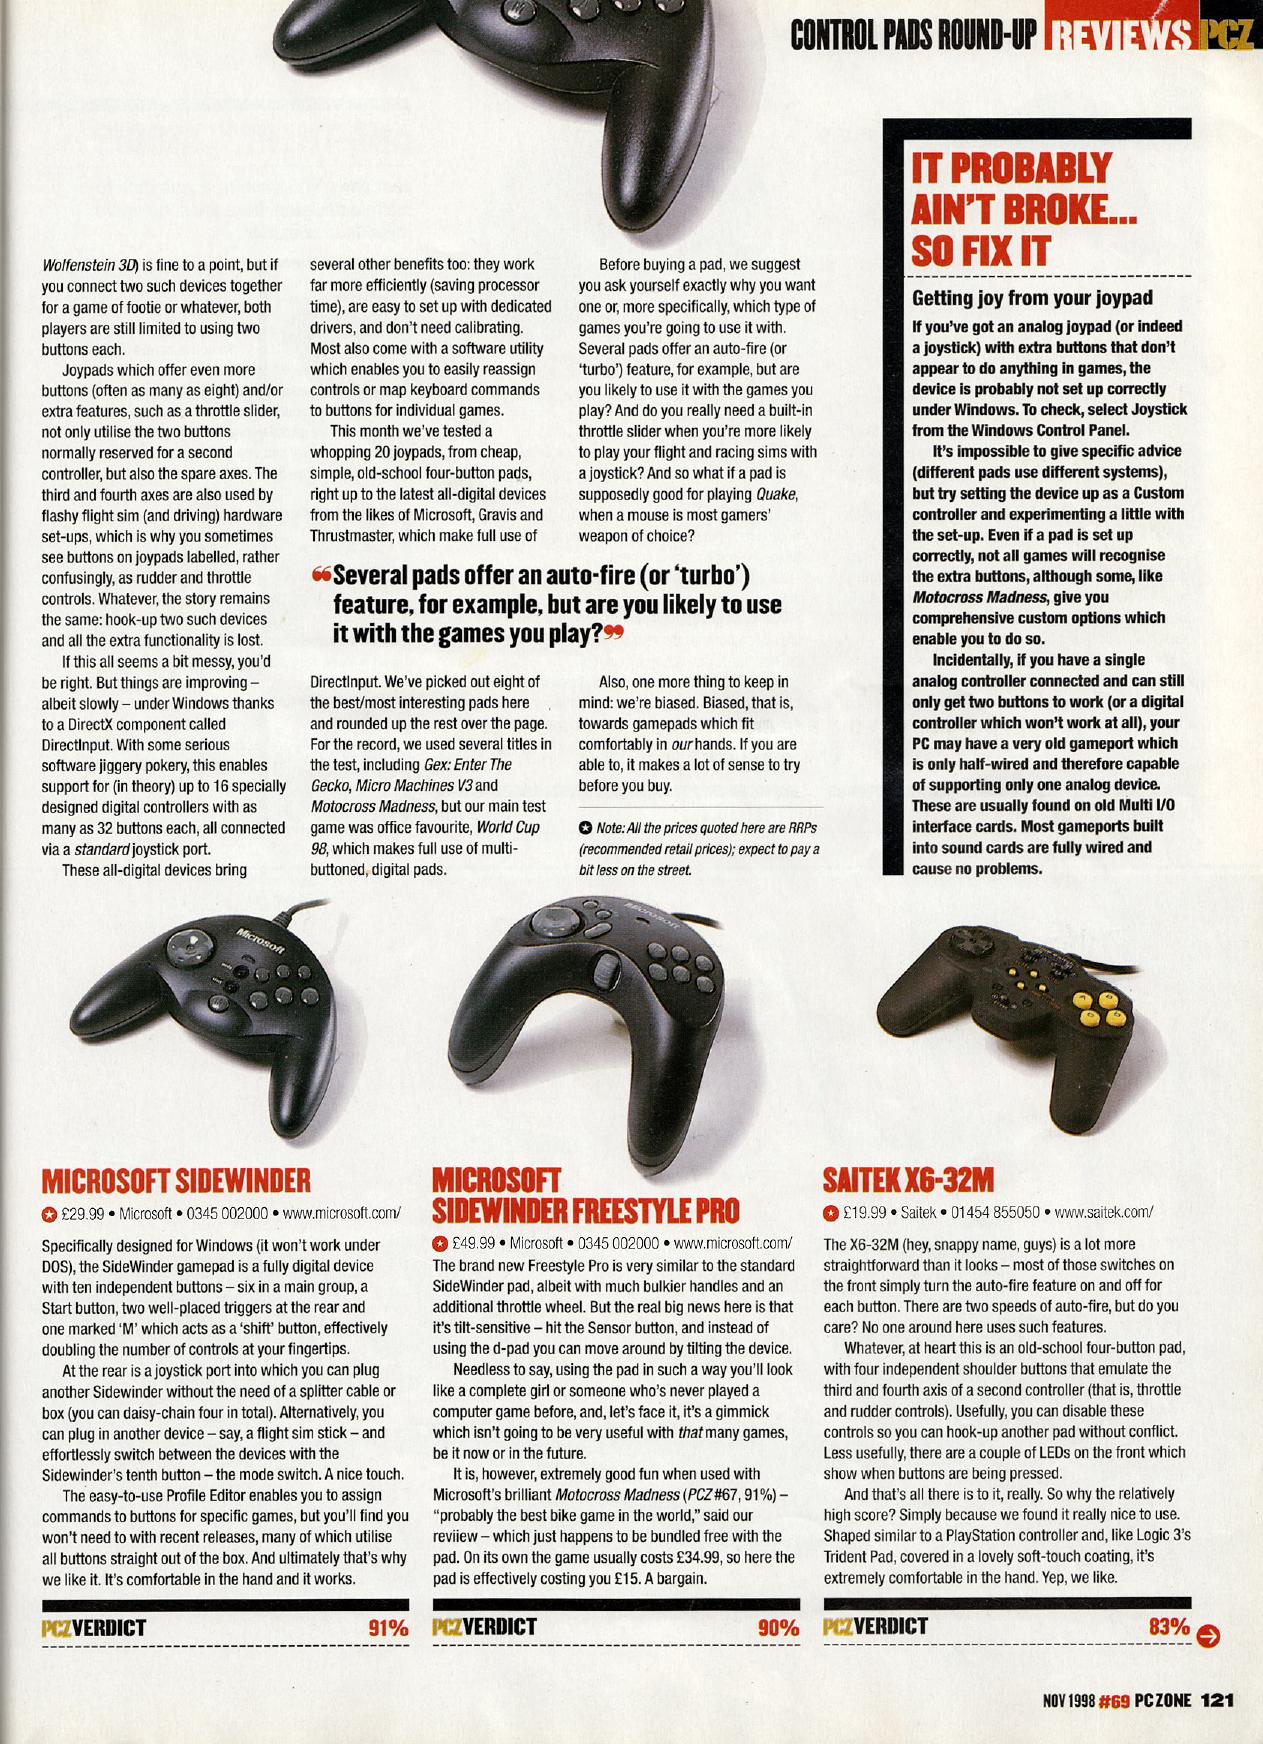 CONTROL PADS ROUND-UP REVIEWS PCZ
Wolfenstein 3D) is fine to a point, but if
you connect two such devices together
for a game of footie or whatever, both
players are still limited to using two
buttons each.
Joypads which offer even more
buttons (often as many as eight) and/or
extra features, such as a throttle slider,
not only utilise the two buttons
normally reserved for a second
controller, but also the spare axes. The
third and fourth axes are also used by
flashy flight sim (and driving) hardware
set-ups, which is why you sometimes
see buttons on joypads labelled, rather
confusingly, as rudder and throttle
controls. Whatever, the story remains
the same: hook-up two such devices
and all the extra functionality is lost.
If this all seems a bit messy, you'd
be right. But things are improving –
albeit slowly – under Windows thanks
to a DirectX component called
DirectInput. With some serious
software jiggery pokery, this enables
support for (in theory) up to 16 specially
designed digital controllers with as
many as 32 buttons each, all connected
via a standard joystick port.
These all-digital devices bring
several other benefits too: they work
far more efficiently (saving processor
time), are easy to set up with dedicated
drivers, and don't need calibrating.
Most also come with a software utility
which enables you to easily reassign
controls or map keyboard commands
to buttons for individual games.
This month we've tested a
whopping 20 joypads, from cheap,
simple, old-school four-button pads,
right up to the latest all-digital devices
from the likes of Microsoft, Gravis and
Thrustmaster, which make full use of
“Several pads offer an auto-fire (or ‘turbo’)
feature, for example, but are you likely to use
it with the games you play?”
DirectInput. We've picked out eight of
the best/most interesting pads here
and rounded up the rest over the page.
For the record, we used several titles in
the test, including Gex: Enter The
Gecko, Micro Machines V3 and
Motocross Madness, but our main test
game was office favourite, World Cup
98, which makes full use of multi-
buttoned, digital pads.
Before buying a pad, we suggest
you ask yourself exactly why you want
one or, more specifically, which type of
games you're going to use it with.
Several pads offer an auto-fire (or
‘turbo’) feature, for example, but are
you likely to use it with the games you
play? And do you really need a built-in
throttle slider when you're more likely
to play your flight and racing sims with
a joystick? And so what if a pad is
supposedly good for playing Quake,
when a mouse is most gamers'
weapon of choice?
Also, one more thing to keep in
mind: we're biased. Biased, that is,
towards gamepads which fit
comfortably in our hands. If you are
able to, it makes a lot of sense to try
before you buy.
Note: All the prices quoted here are RRPs
(recommended retail prices); expect to pay a
bit less on the street.
IT PROBABLY
AIN'T BROKE...
SO FIX IT
Getting joy from your joypad
If you've got an analog joypad (or indeed
a joystick) with extra buttons that don't
appear to do anything in games, the
device is probably not set up correctly
under Windows. To check, select Joystick
from the Windows Control Panel.
It's impossible to give specific advice
(different pads use different systems),
but try setting the device up as a Custom
controller and experimenting a little with
the set-up. Even if a pad is set up
correctly, not all games will recognise
the extra buttons, although some, like
Motocross Madness, give you
comprehensive custom options which
enable you to do so.
Incidentally, if you have a single
analog controller connected and can still
only get two buttons to work (or a digital
controller which won't work at all), your
PC may have a very old gameport which
is only half-wired and therefore capable
of supporting only one analog device.
These are usually found on old Multi I/O
interface cards. Most gameports built
into sound cards are fully wired and
cause no problems.
Microsoft
Microsoft
MICROSOFT SIDEWINDER
£29.99 • Microsoft • 0345 002000 • www.microsoft.com/
Specifically designed for Windows (it won't work under
DOS), the SideWinder gamepad is a fully digital device
with ten independent buttons – six in a main group, a
Start button, two well-placed triggers at the rear and
one marked ‘M’ which acts as a ‘shift’ button, effectively
doubling the number of controls at your fingertips.
At the rear is a joystick port into which you can plug
another Sidewinder without the need of a splitter cable or
box (you can daisy-chain four in total). Alternatively, you
can plug in another device – say, a flight sim stick – and
effortlessly switch between the devices with the
Sidewinder's tenth button – the mode switch. A nice touch.
The easy-to-use Profile Editor enables you to assign
commands to buttons for specific games, but you'll find you
won't need to with recent releases, many of which utilise
all buttons straight out of the box. And ultimately that's why
we like it. It's comfortable in the hand and it works.
PCZVERDICT 91%
MICROSOFT
SIDEWINDER FREESTYLE PRO
£49.99 • Microsoft • 0345 002000 • www.microsoft.com/
The brand new Freestyle Pro is very similar to the standard
SideWinder pad, albeit with much bulkier handles and an
additional throttle wheel. But the real big news here is that
it's tilt-sensitive – hit the Sensor button, and instead of
using the d-pad you can move around by tilting the device.
Needless to say, using the pad in such a way you'll look
like a complete girl or someone who's never played a
computer game before, and, let's face it, it's a gimmick
which isn't going to be very useful with that many games,
be it now or in the future.
It is, however, extremely good fun when used with
Microsoft's brilliant Motocross Madness (PCZ #67, 91%) –
“probably the best bike game in the world,” said our
reviiew – which just happens to be bundled free with the
pad. On its own the game usually costs £34.99, so here the
pad is effectively costing you £15. A bargain.
PCZVERDICT 90%
SAITEK X6-32M
£19.99 • Saitek • 01454 855050 • www.saitek.com/
The X6-32M (hey, snappy name, guys) is a lot more
straightforward than it looks – most of those switches on
the front simply turn the auto-fire feature on and off for
each button. There are two speeds of auto-fire, but do you
care? No one around here uses such features.
Whatever, at heart this is an old-school four-button pad,
with four independent shoulder buttons that emulate the
third and fourth axis of a second controller (that is, throttle
and rudder controls). Usefully, you can disable these
controls so you can hook-up another pad without conflict.
Less usefully, there are a couple of LEDs on the front which
show when buttons are being pressed.
And that's all there is to it, really. So why the relatively
high score? Simply because we found it really nice to use.
Shaped similar to a PlayStation controller and, like Logic 3's
Trident Pad, covered in a lovely soft-touch coating, it's
extremely comfortable in the hand. Yep, we like.
PCZVERDICT 83%
NOV 1998 #69 PC ZONE 121